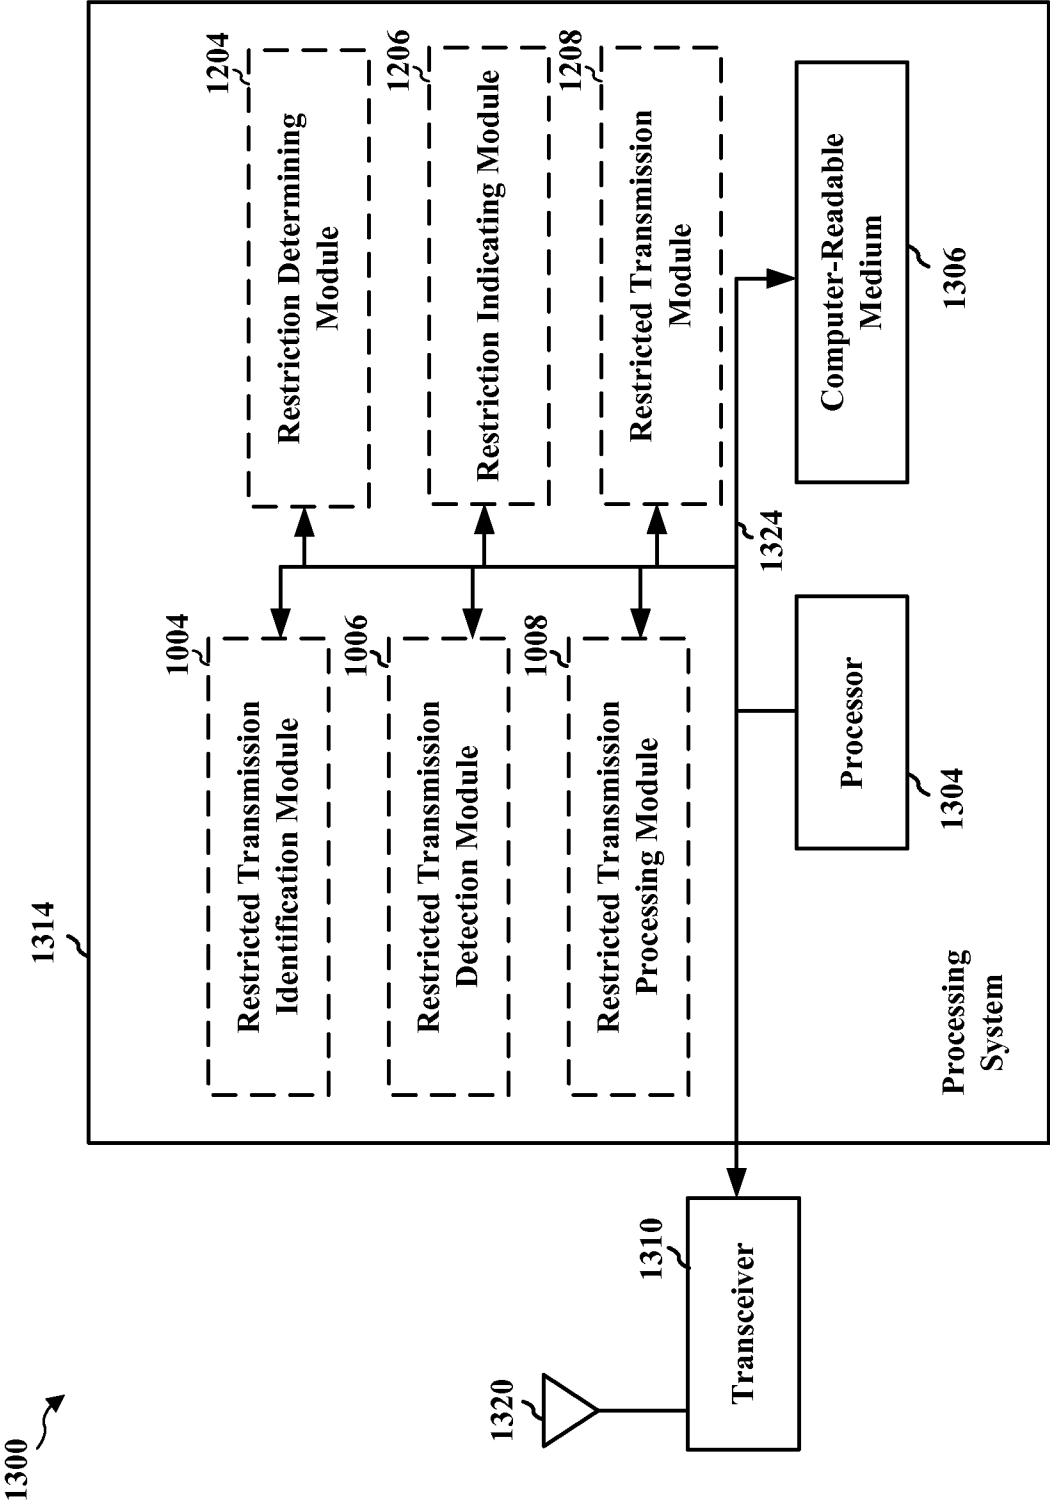 1300
1314
1004
Restricted Transmission
Identification Module
1006
Restricted Transmission
Detection Module
1008
Restricted Transmission
Processing Module
1204
Restriction Determining
Module
1206
Restriction Indicating Module
1208
Restricted Transmission
Module
1324
1320
1310
Transceiver
Processor
1304
Computer-Readable
Medium
1306
Processing
System